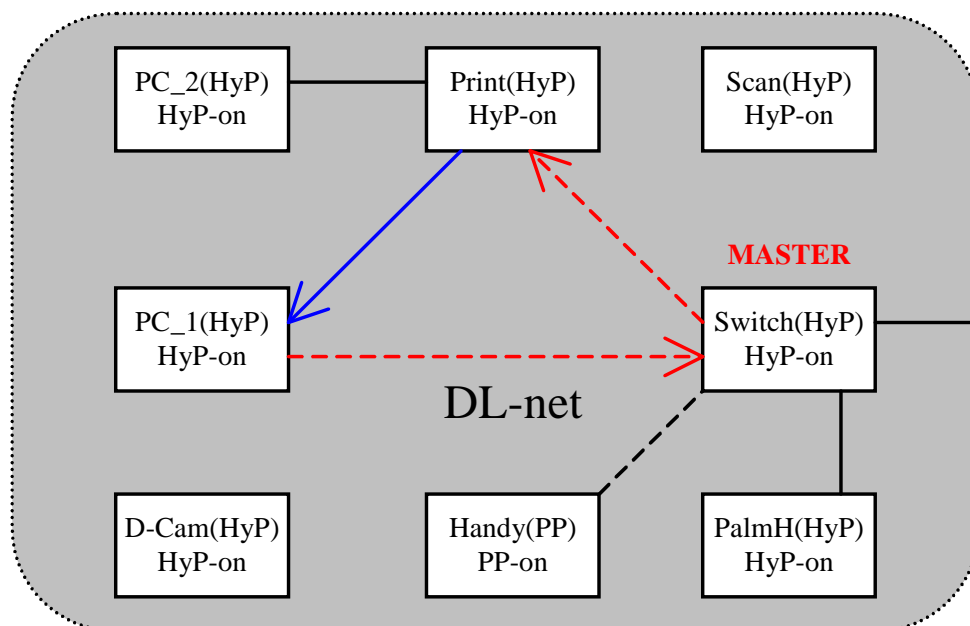 PC_2(HyP)
HyP-on
Print(HyP)
HyP-on
Scan(HyP)
HyP-on
MASTER
PC_1(HyP)
HyP-on
Switch(HyP)
HyP-on
DL-net
D-Cam(HyP)
HyP-on
Handy(PP)
PP-on
PalmH(HyP)
HyP-on